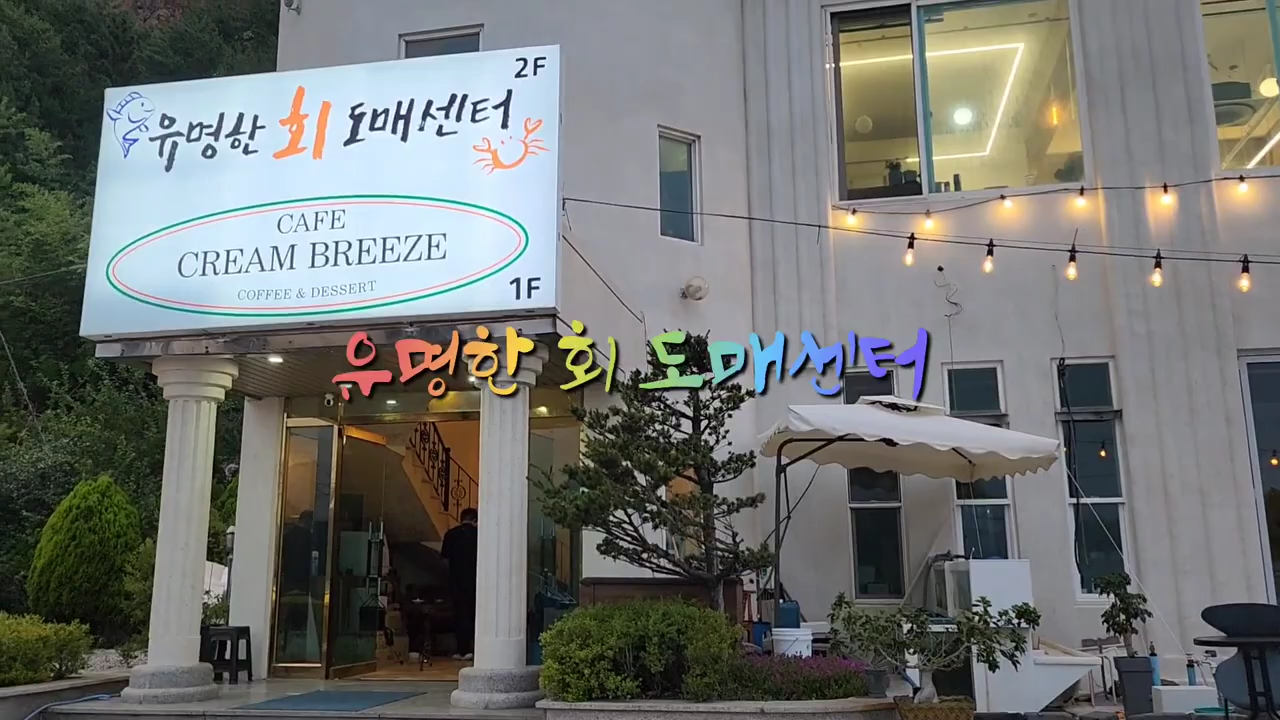 2F
유명한 회 도매센터
CAFE
CREAM BREEZE
COFFEE & DESSERT
1F
유명한 회 도매센터